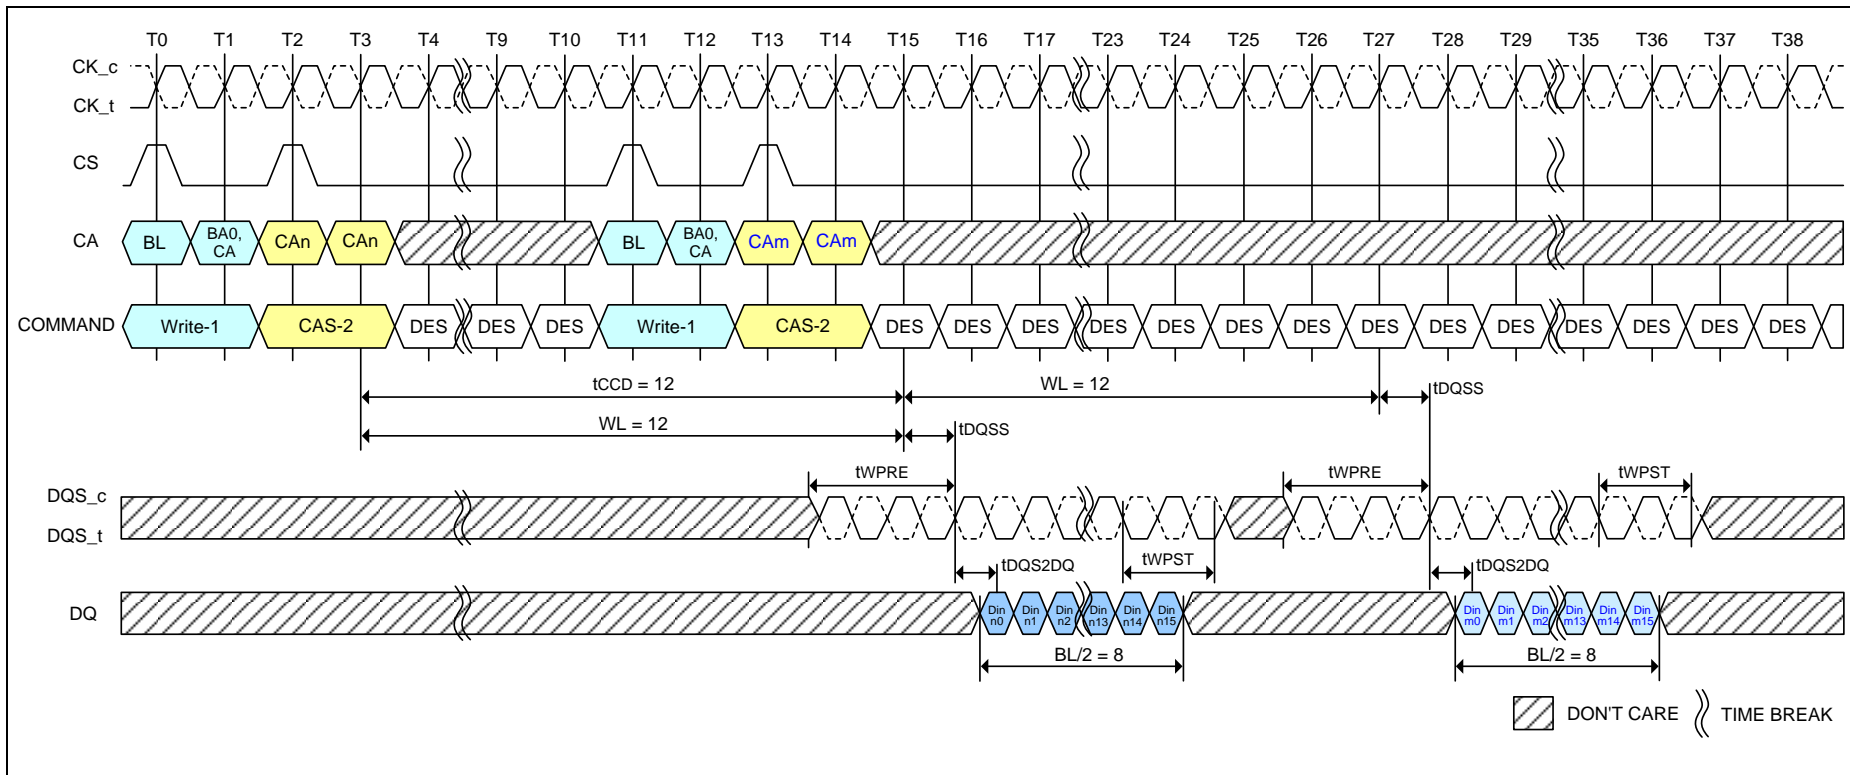 T0 T1 T2 T3 T4 T9 T10 T11 T12 T13 T14 T15 T16 T17 T23 T24 T25 T26 T27 T28 T29 T35 T36 T37 T38
CK_c
CK_t
CS
CA BL BA0, CA CAn CAn BL BA0, CA CAm CAm
COMMAND Write-1 CAS-2 DES DES DES Write-1 CAS-2 DES DES DES DES DES DES DES DES DES DES DES DES DES DES
tCCD = 12 WL = 12 tDQSS
WL = 12 tDQSS
tWPRE tWPRE tWPST
DQS_c
DQS_t
tDQS2DQ tWPST tDQS2DQ
DQ Din n0 Din n1 Din n2 Din n13 Din n14 Din n15 Din m0 Din m1 Din m2 Din m13 Din m14 Din m15
BL/2 = 8 BL/2 = 8
DON'T CARE TIME BREAK